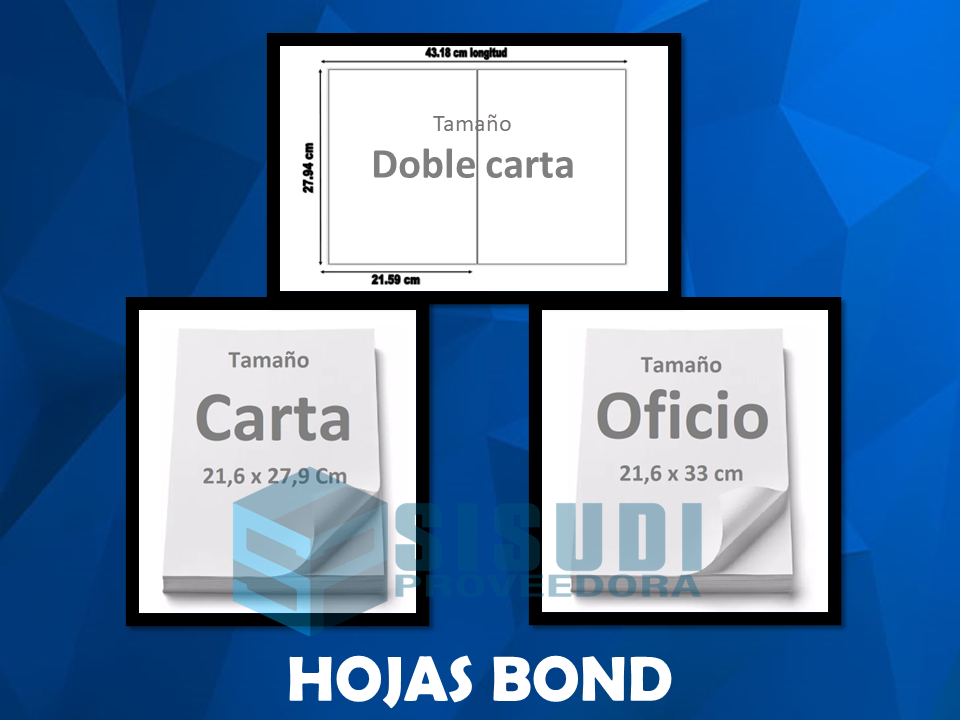 43.18 cm longitud
27.94 cm
Tamaño
Doble carta
21.59 cm
Tamaño
Carta
21,6 x 27,9 Cm
Tamaño
Oficio
21,6 x 33 cm
SISUDI
PROVEEDORA
HOJAS BOND